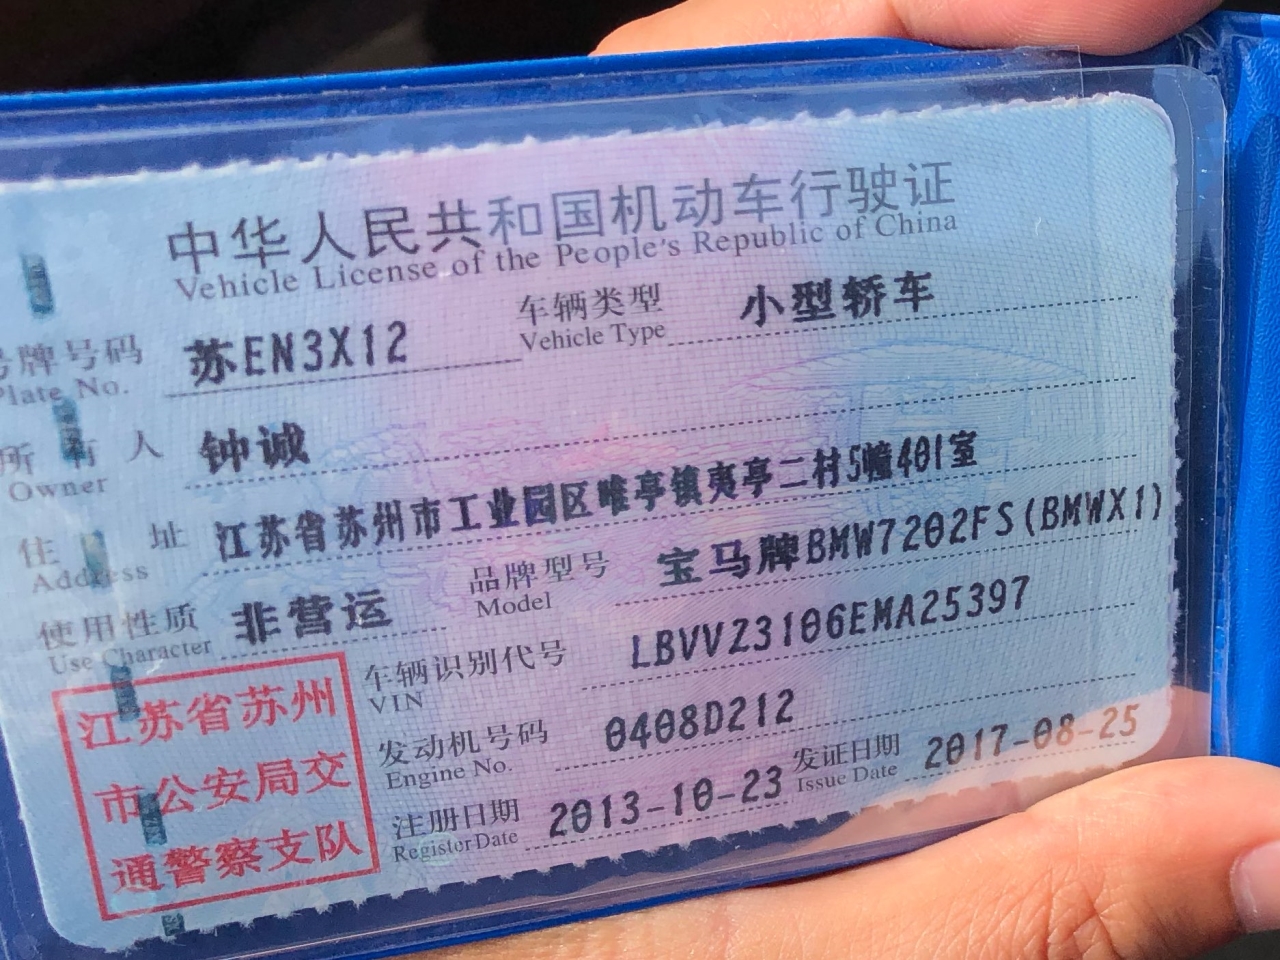 中华人民共和国机动车行驶证
Vehicle License of the People's Republic of China
号牌号码 苏EN3X12 车辆类型 小型轿车
Plate No. Vehicle Type
所有人 钟诚
Owner
住址 江苏省苏州市工业园区唯亭镇夷亭二村5幢401室
Address
使用性质 非营运 品牌型号 宝马牌BMW7202FS(BMWX1)
Use Character Model
车辆识别代号 LBVVZ3106EMA25397
VIN
发动机号码 0408D212
Engine No.
注册日期 2013-10-23 发证日期 2017-08-25
Register Date Issue Date
江苏省苏州
市公安局交
通警察支队